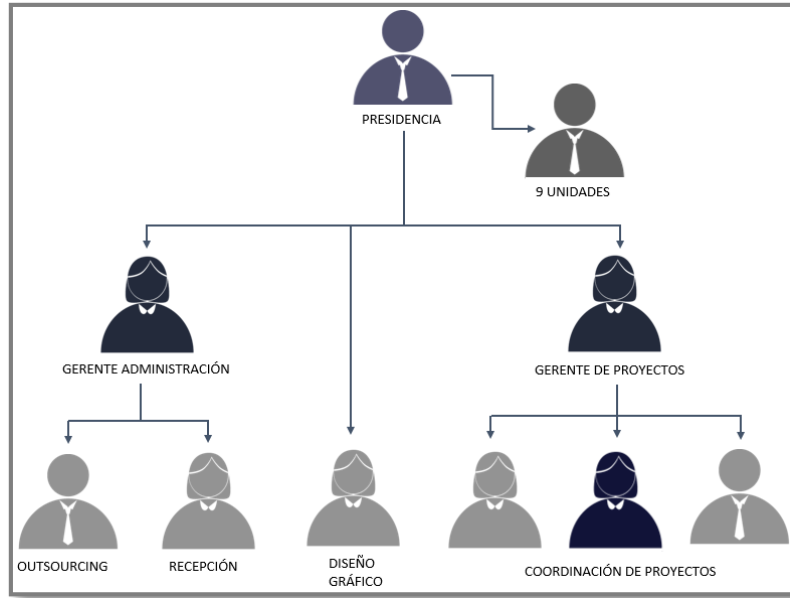 PRESIDENCIA
9 UNIDADES
GERENTE ADMINISTRACIÓN
GERENTE DE PROYECTOS
OUTSOURCING
RECEPCIÓN
DISEÑO
GRÁFICO
COORDINACIÓN DE PROYECTOS